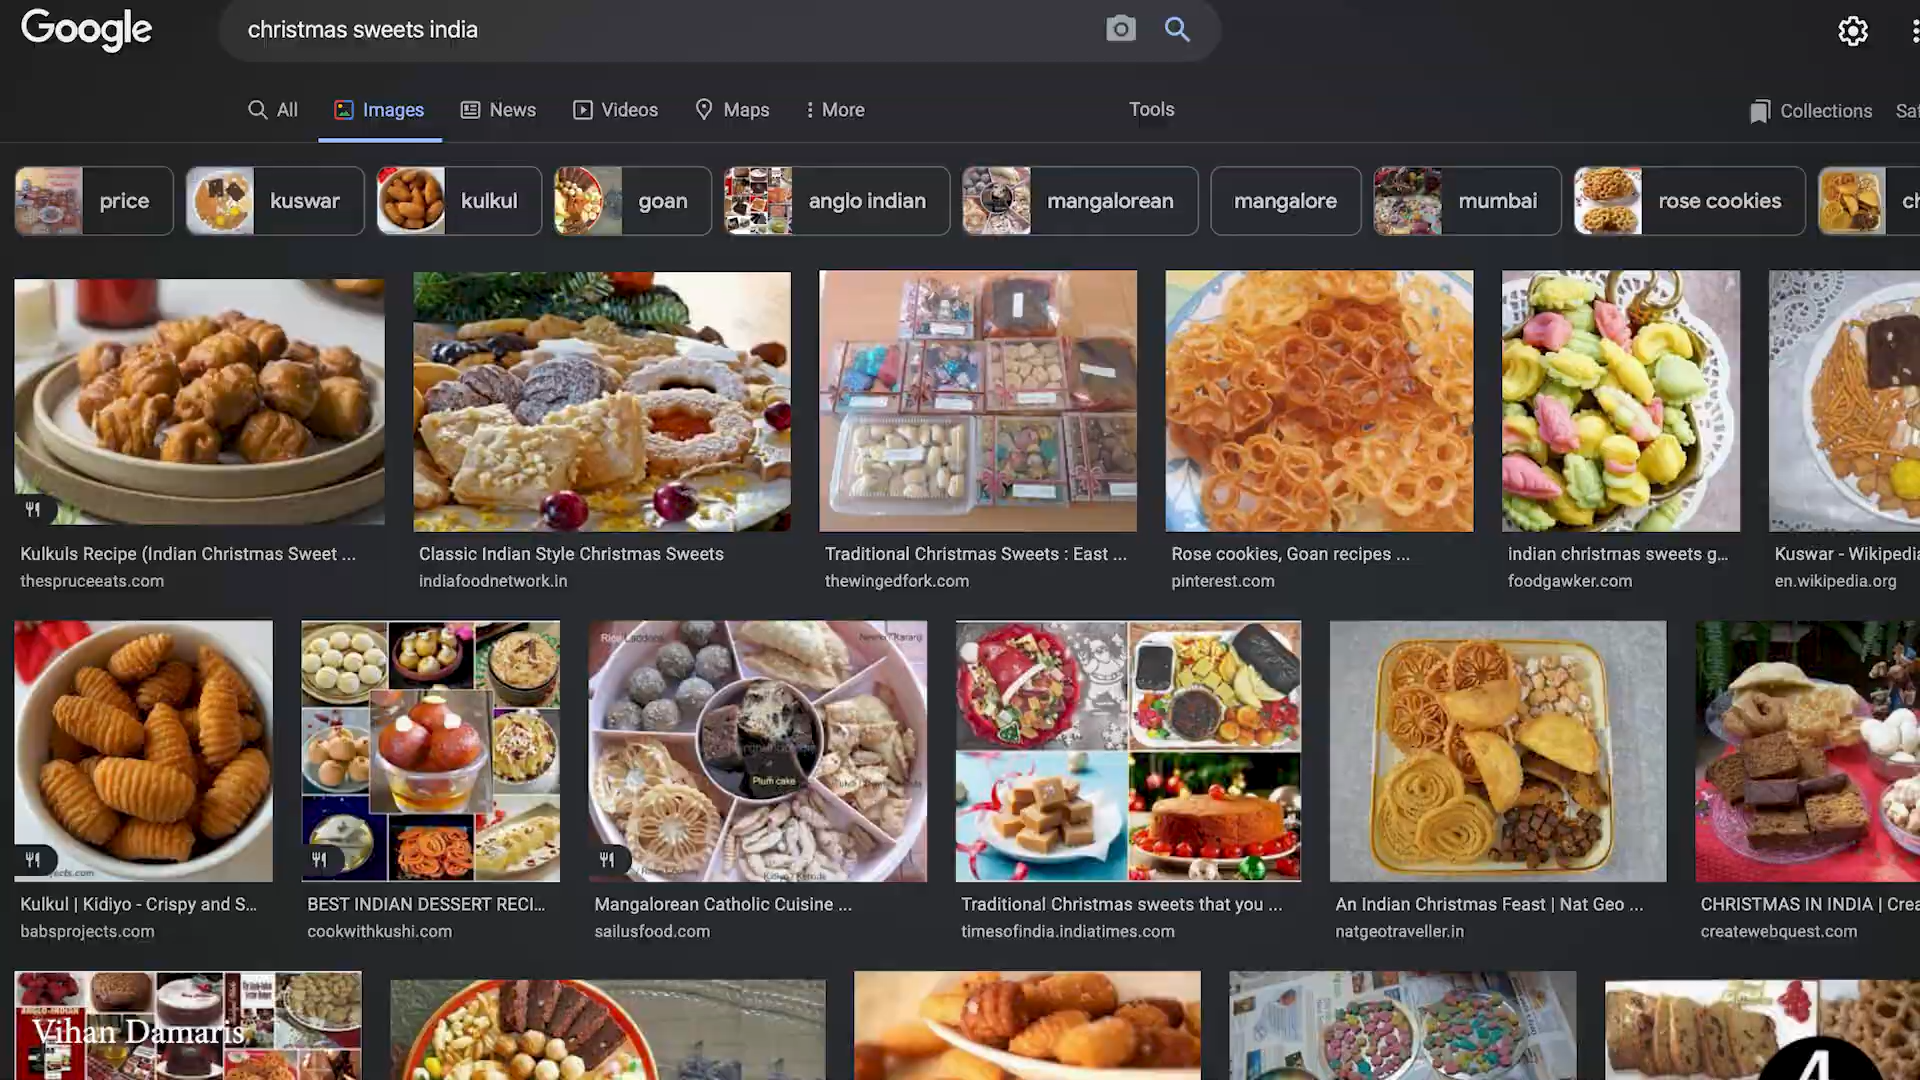 Google
christmas sweets india
All
Images
News
Videos
Maps
More
Tools
Collections
Saf
price
kuswar
kulkul
goan
anglo indian
mangalorean
mangalore
mumbai
rose cookies
ch
Kulkuls Recipe (Indian Christmas Sweet ...
thespruceeats.com
Classic Indian Style Christmas Sweets
indiafoodnetwork.in
Traditional Christmas Sweets : East ...
thewingedfork.com
Rose cookies, Goan recipes ...
pinterest.com
indian christmas sweets g...
foodgawker.com
Kuswar - Wikipedia
en.wikipedia.org
Plum cake
Kulkul | Kidiyo - Crispy and S...
babsprojects.com
BEST INDIAN DESSERT RECI...
cookwithkushi.com
Mangalorean Catholic Cuisine ...
sailusfood.com
Traditional Christmas sweets that you ...
timesofindia.indiatimes.com
An Indian Christmas Feast | Nat Geo ...
natgeotraveller.in
CHRISTMAS IN INDIA | Crea
createwebquest.com
Vihan Damaris
4